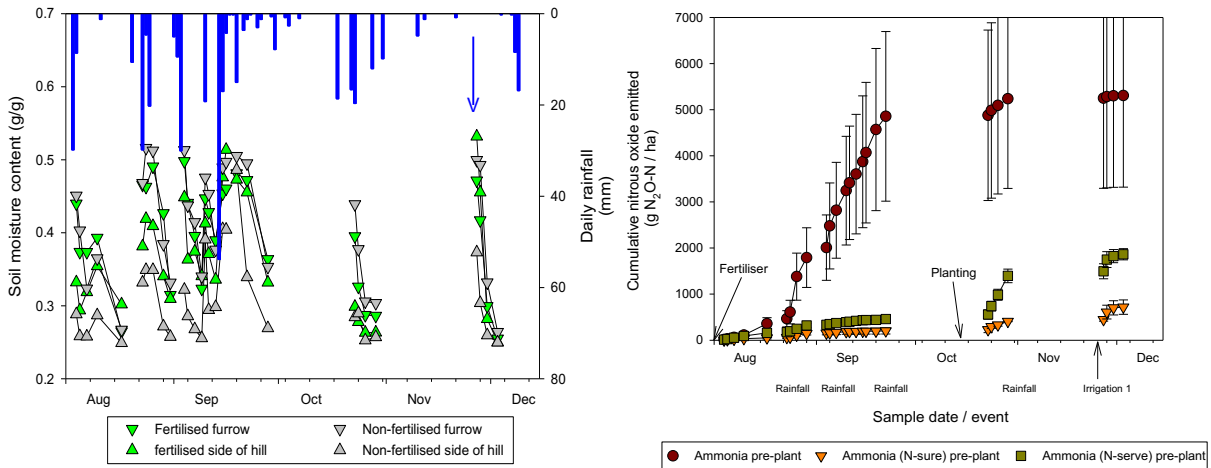 0.7
0.6
0.5
0.4
0.3
0.2
Soil moisture content (g/g)
0
20
40
60
80
Daily rainfall
(mm)
Aug
Sep
Oct
Nov
Dec
Fertilised furrow
Non-fertilised furrow
fertilised side of hill
Non-fertilised side of hill
7000
6000
5000
4000
3000
2000
1000
0
Cumulative nitrous oxide emitted
(g N₂O-N / ha)
Fertiliser
Planting
Aug
Sep
Oct
Nov
Dec
Rainfall
Rainfall
Rainfall
Rainfall
Irrigation 1
Sample date / event
Ammonia pre-plant
Ammonia (N-sure) pre-plant
Ammonia (N-serve) pre-plant